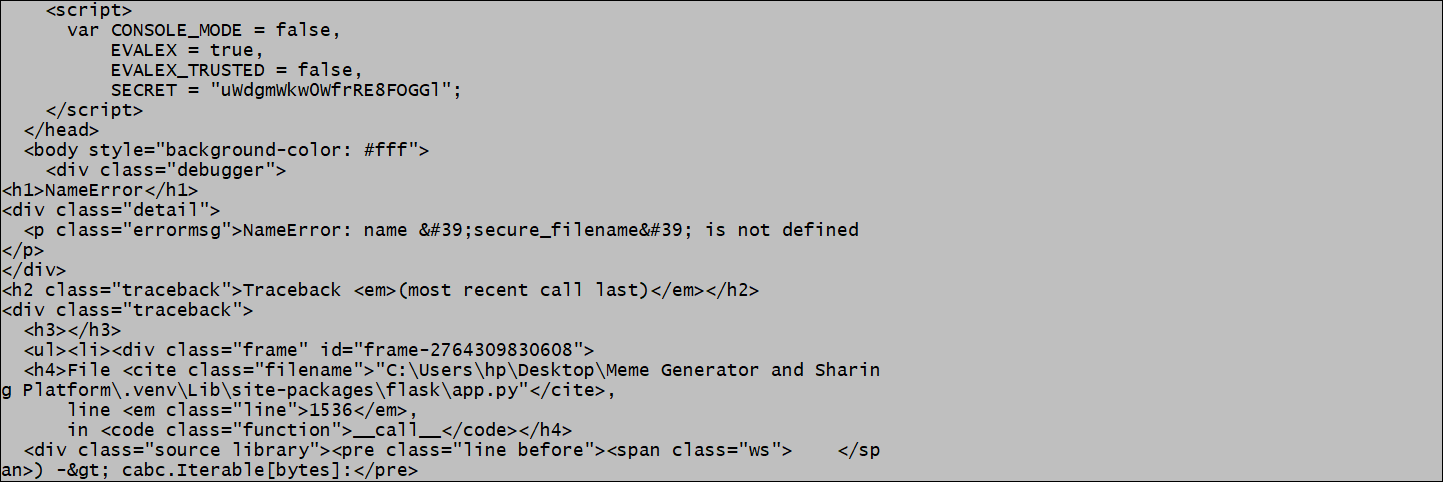 <script>
var CONSOLE_MODE = false,
EVALEX = true,
EVALEX_TRUSTED = false,
SECRET = "uWdgmWkwOWfrRE8FOGGl";
</script>
</head>
<body style="background-color: #fff">
<div class="debugger">
<h1>NameError</h1>
<div class="detail">
<p class="errormsg">NameError: name &#39;secure_filename&#39; is not defined
</p>
</div>
<h2 class="traceback">Traceback <em>(most recent call last)</em></h2>
<div class="traceback">
<h3></h3>
<ul><li><div class="frame" id="frame-2764309830608">
<h4>File <cite class="filename">"C:\Users\hp\Desktop\Meme Generator and Sharin
g Platform\.venv\Lib\site-packages\flask\app.py"</cite>,
line <em class="line">1536</em>,
in <code class="function">__call__</code></h4>
<div class="source library"><pre class="line before"><span class="ws">    </sp
an>) -&gt; cabc.Iterable[bytes]:</pre>